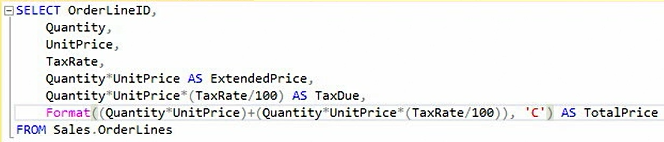 SELECT OrderLineID,
Quantity,
UnitPrice,
TaxRate,
Quantity*UnitPrice AS ExtendedPrice,
Quantity*UnitPrice*(TaxRate/100) AS TaxDue,
Format((Quantity*UnitPrice)+(Quantity*UnitPrice*(TaxRate/100)), 'C') AS TotalPrice
FROM Sales.OrderLines